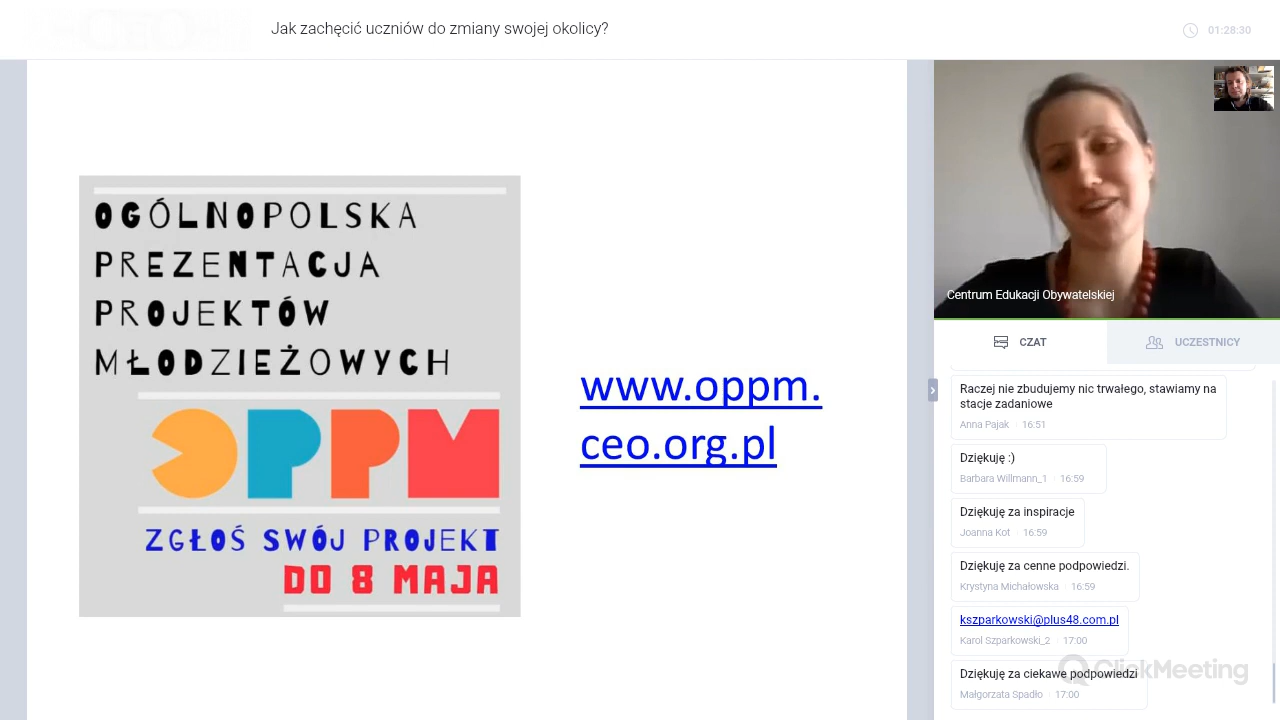 Jak zachęcić uczniów do zmiany swojej okolicy?
01:28:30
OGÓLNOPOLSKA
PREZENTACJA
PROJEKTÓW
MŁODZIEŻOWYCH
OPPM
ZGŁOŚ SWÓJ PROJEKT
DO 8 MAJA
www.oppm.
ceo.org.pl
Centrum Edukacji Obywatelskiej
CZAT
UCZESTNICY
Raczej nie zbudujemy nic trwałego, stawiamy na
stacje zadaniowe
Anna Pajak 16:51
Dziękuję :)
Barbara Willmann_1 16:59
Dziękuję za inspiracje
Joanna Kot 16:59
Dziękuję za cenne podpowiedzi.
Krystyna Michałowska 16:59
kszparkowski@plus48.com.pl
Karol Szparkowski_2 17:00
Dziękuję za ciekawe podpowiedzi
Małgorzata Spadło 17:00
ClickMeeting